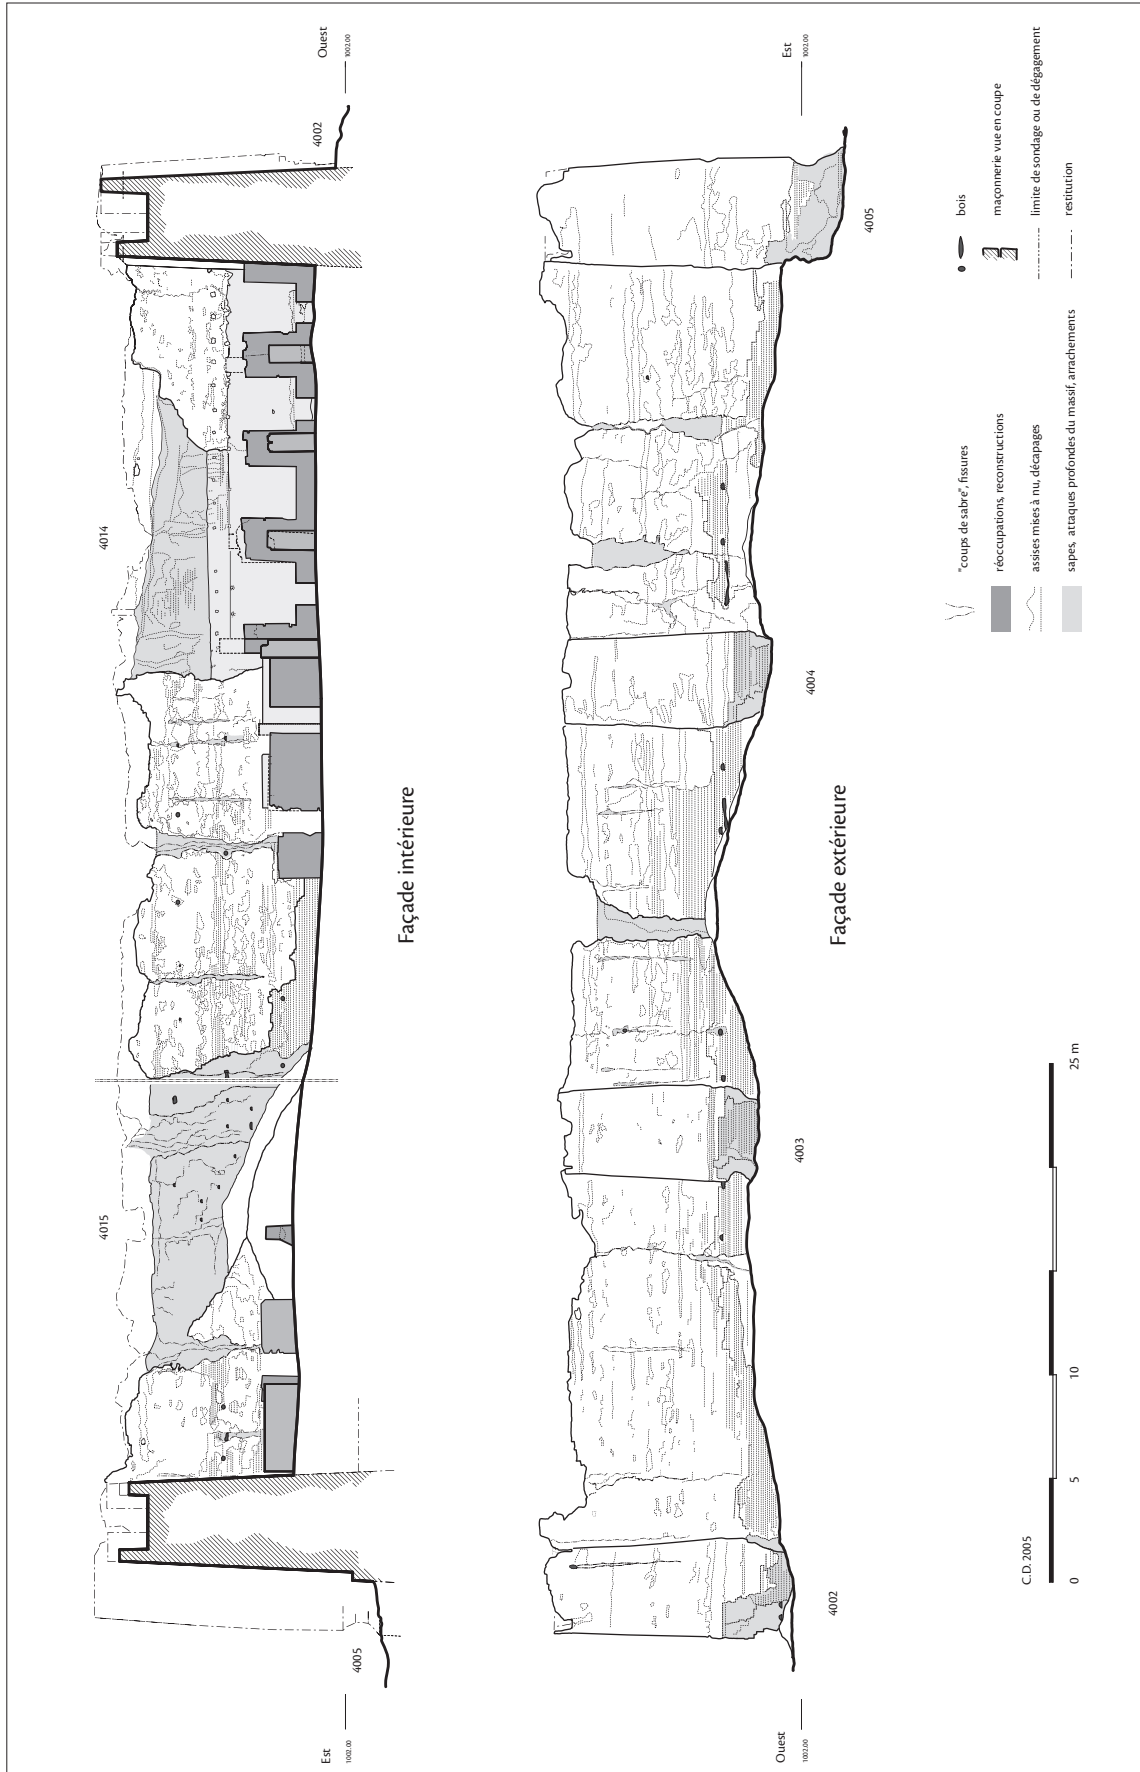 4015
4014
Ouest
1002.00
4002
4005
Est
1002.00
Façade intérieure
Est
1002.00
4005
4004
4003
4002
Ouest
1002.00
Façade extérieure
"coups de sabre", fissures
réoccupations, reconstructions
assises mises à nu, décapages
sapes, attaques profondes du massif, arrachements
bois
maçonnerie vue en coupe
limite de sondage ou de dégagement
restitution
C.D. 2005
0 5 10 25 m